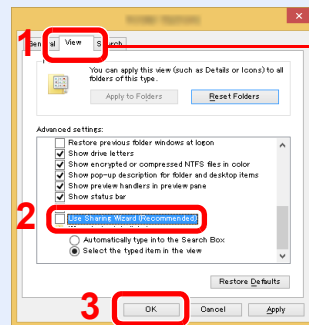 1
General View Search
You can apply this view (such as Details or Icons) to all
folders of this type.
Apply to Folders Reset Folders
Advanced settings:
Restore previous folder windows at logon
Show drive letters
Show encrypted or compressed NTFS files in color
Show pop-up description for folder and desktop items
Show preview handlers in preview pane
Show status bar
2
Use Sharing Wizard (Recommended)
Automatically type into the Search Box
Select the typed item in the view
Restore Defaults
3
OK Cancel Apply